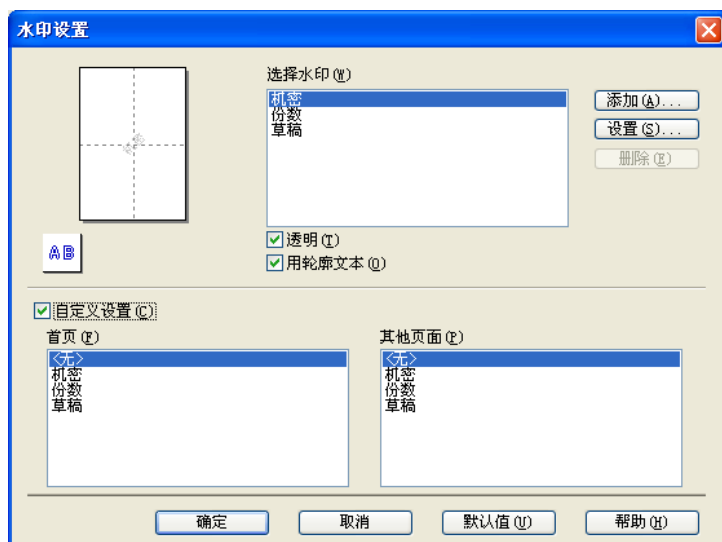 水印设置
选择水印(W)
机密
份数
草稿
添加(A)...
设置(S)...
删除(E)
透明(T)
用轮廓文本(O)
AB
自定义设置(C)
首页(F)
<无>
机密
份数
草稿
其他页面(P)
<无>
机密
份数
草稿
确定
取消
默认值(U)
帮助(H)